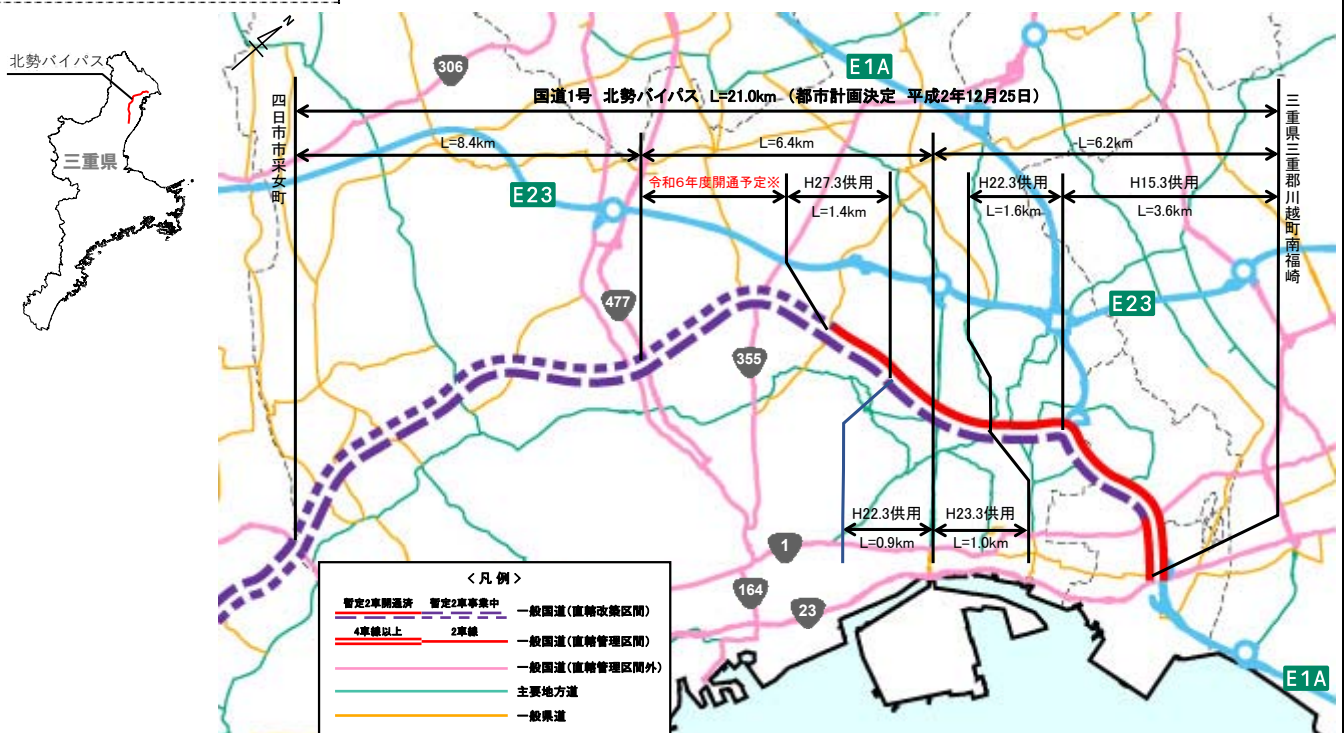 北勢バイパス
三重県
N
306
E1A
四日市市采女町
国道1号 北勢バイパス L=21.0km (都市計画決定 平成2年12月25日)
三重県三重郡川越町南福崎
L=8.4km
L=6.4km
L=6.2km
令和6年度開通予定※
H27.3供用
H22.3供用
H15.3供用
L=1.4km
L=1.6km
L=3.6km
E23
E23
477
355
H22.3供用
H23.3供用
L=0.9km
L=1.0km
1
164
23
E1A
<凡例>
暫定2車開通済 暫定2車事業中 一般国道(直轄改築区間)
4車線以上 2車線 一般国道(直轄管理区間)
一般国道(直轄管理区間外)
主要地方道
一般県道